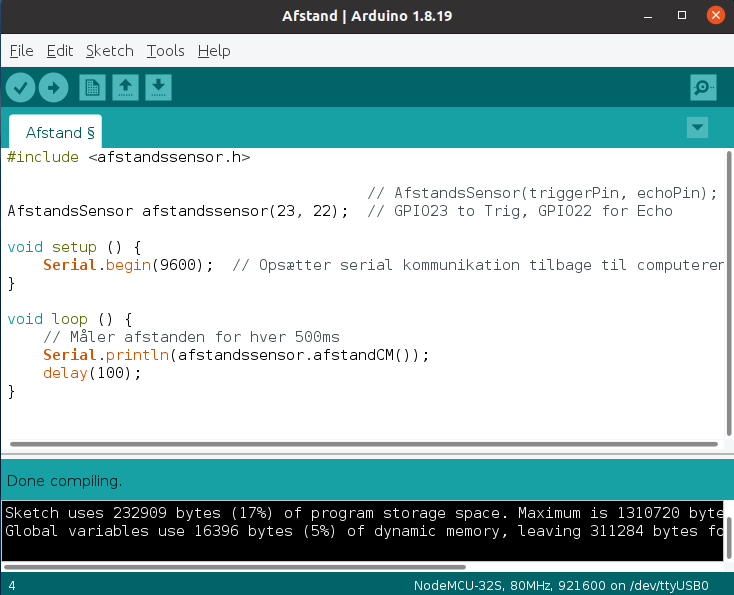 Afstand | Arduino 1.8.19
File Edit Sketch Tools Help
Afstand §
#include <afstandssensor.h>
// AfstandsSensor(triggerPin, echoPin);
AfstandsSensor afstandssensor(23, 22);  // GPIO23 to Trig, GPIO22 for Echo
void setup () {
    Serial.begin(9600);  // Opsætter serial kommunikation tilbage til computeren
}
void loop () {
    // Måler afstanden for hver 500ms
    Serial.println(afstandssensor.afstandCM());
    delay(100);
}
Done compiling.
Sketch uses 232909 bytes (17%) of program storage space. Maximum is 1310720 byte
Global variables use 16396 bytes (5%) of dynamic memory, leaving 311284 bytes fo
4
NodeMCU-32S, 80MHz, 921600 on /dev/ttyUSB0